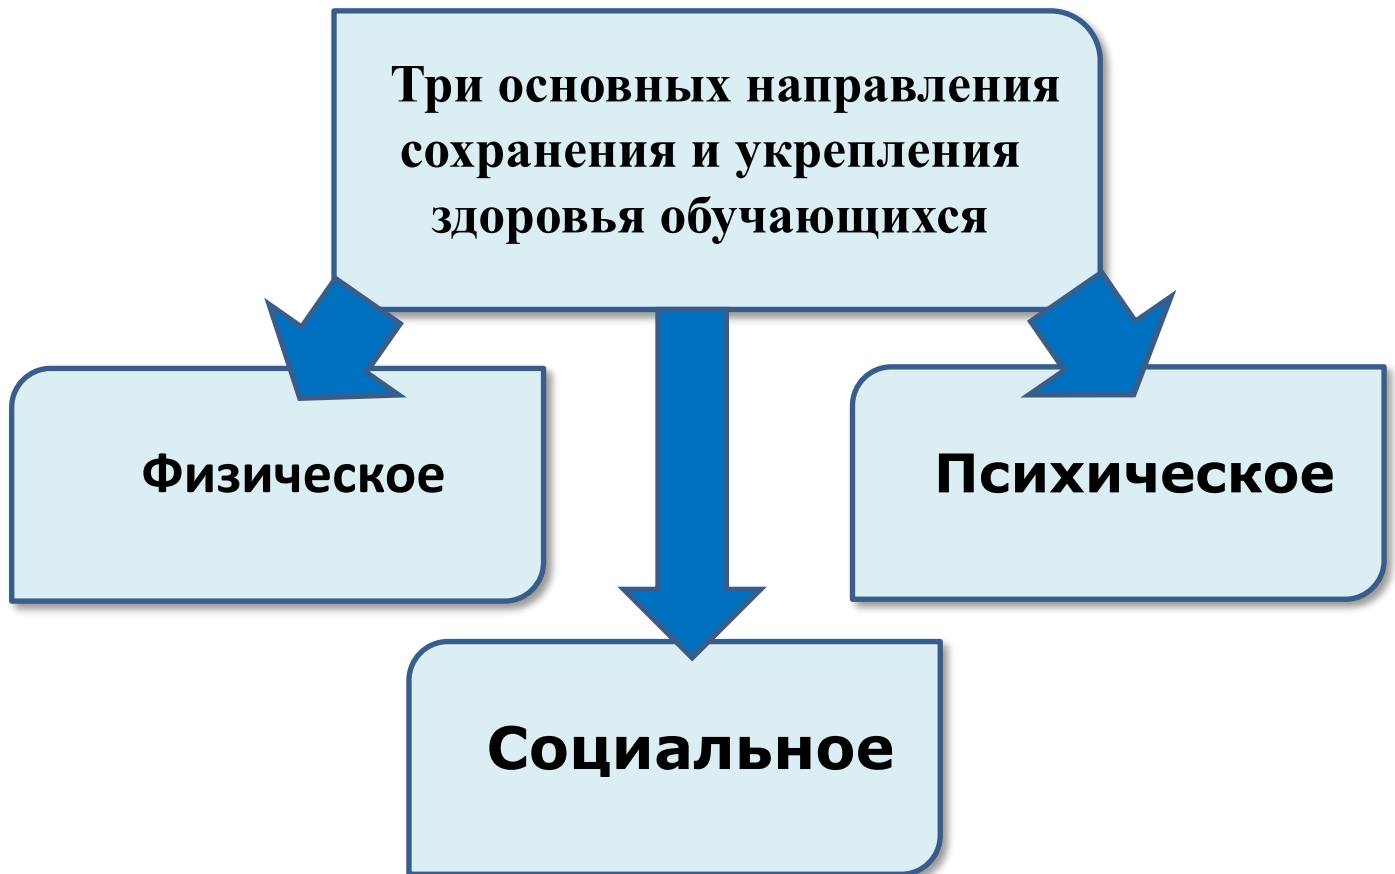 Три основных направления
сохранения и укрепления
здоровья обучающихся
Физическое
Психическое
Социальное